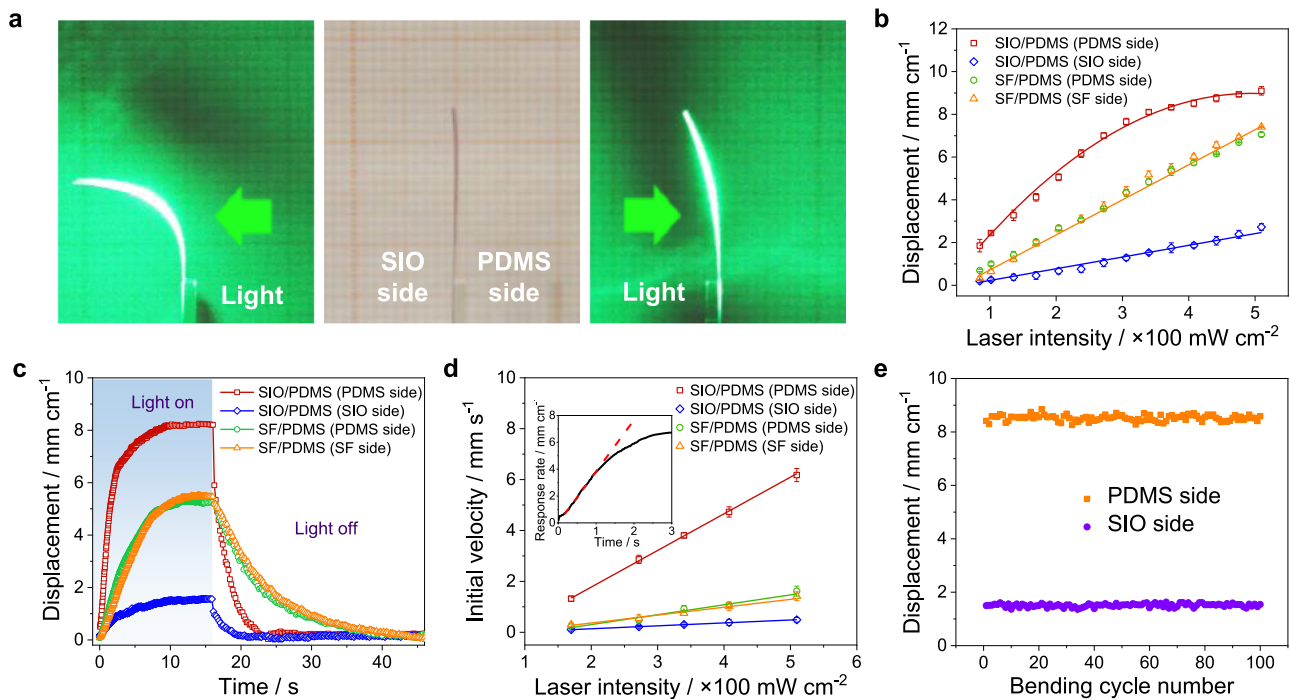 a
Light
SIO
side
PDMS
side
Light
b
Displacement / mm cm⁻¹
12
9
6
3
0
SIO/PDMS (PDMS side)
SIO/PDMS (SIO side)
SF/PDMS (PDMS side)
SF/PDMS (SF side)
1 2 3 4 5
Laser intensity / ×100 mW cm⁻²
c
Displacement / mm cm⁻¹
10
8
6
4
2
0
Light on
SIO/PDMS (PDMS side)
SIO/PDMS (SIO side)
SF/PDMS (PDMS side)
SF/PDMS (SF side)
Light off
0 10 20 30 40
Time / s
d
Initial velocity / mm s⁻¹
10
8
6
4
2
0
SIO/PDMS (PDMS side)
SIO/PDMS (SIO side)
SF/PDMS (PDMS side)
SF/PDMS (SF side)
Response rate / mm cm⁻¹
8
6
4
2
0
0 1 2 3
Time / s
1 2 3 4 5 6
Laser intensity / ×100 mW cm⁻²
e
Displacement / mm cm⁻¹
10
8
6
4
2
0
PDMS side
SIO side
0 20 40 60 80 100
Bending cycle number